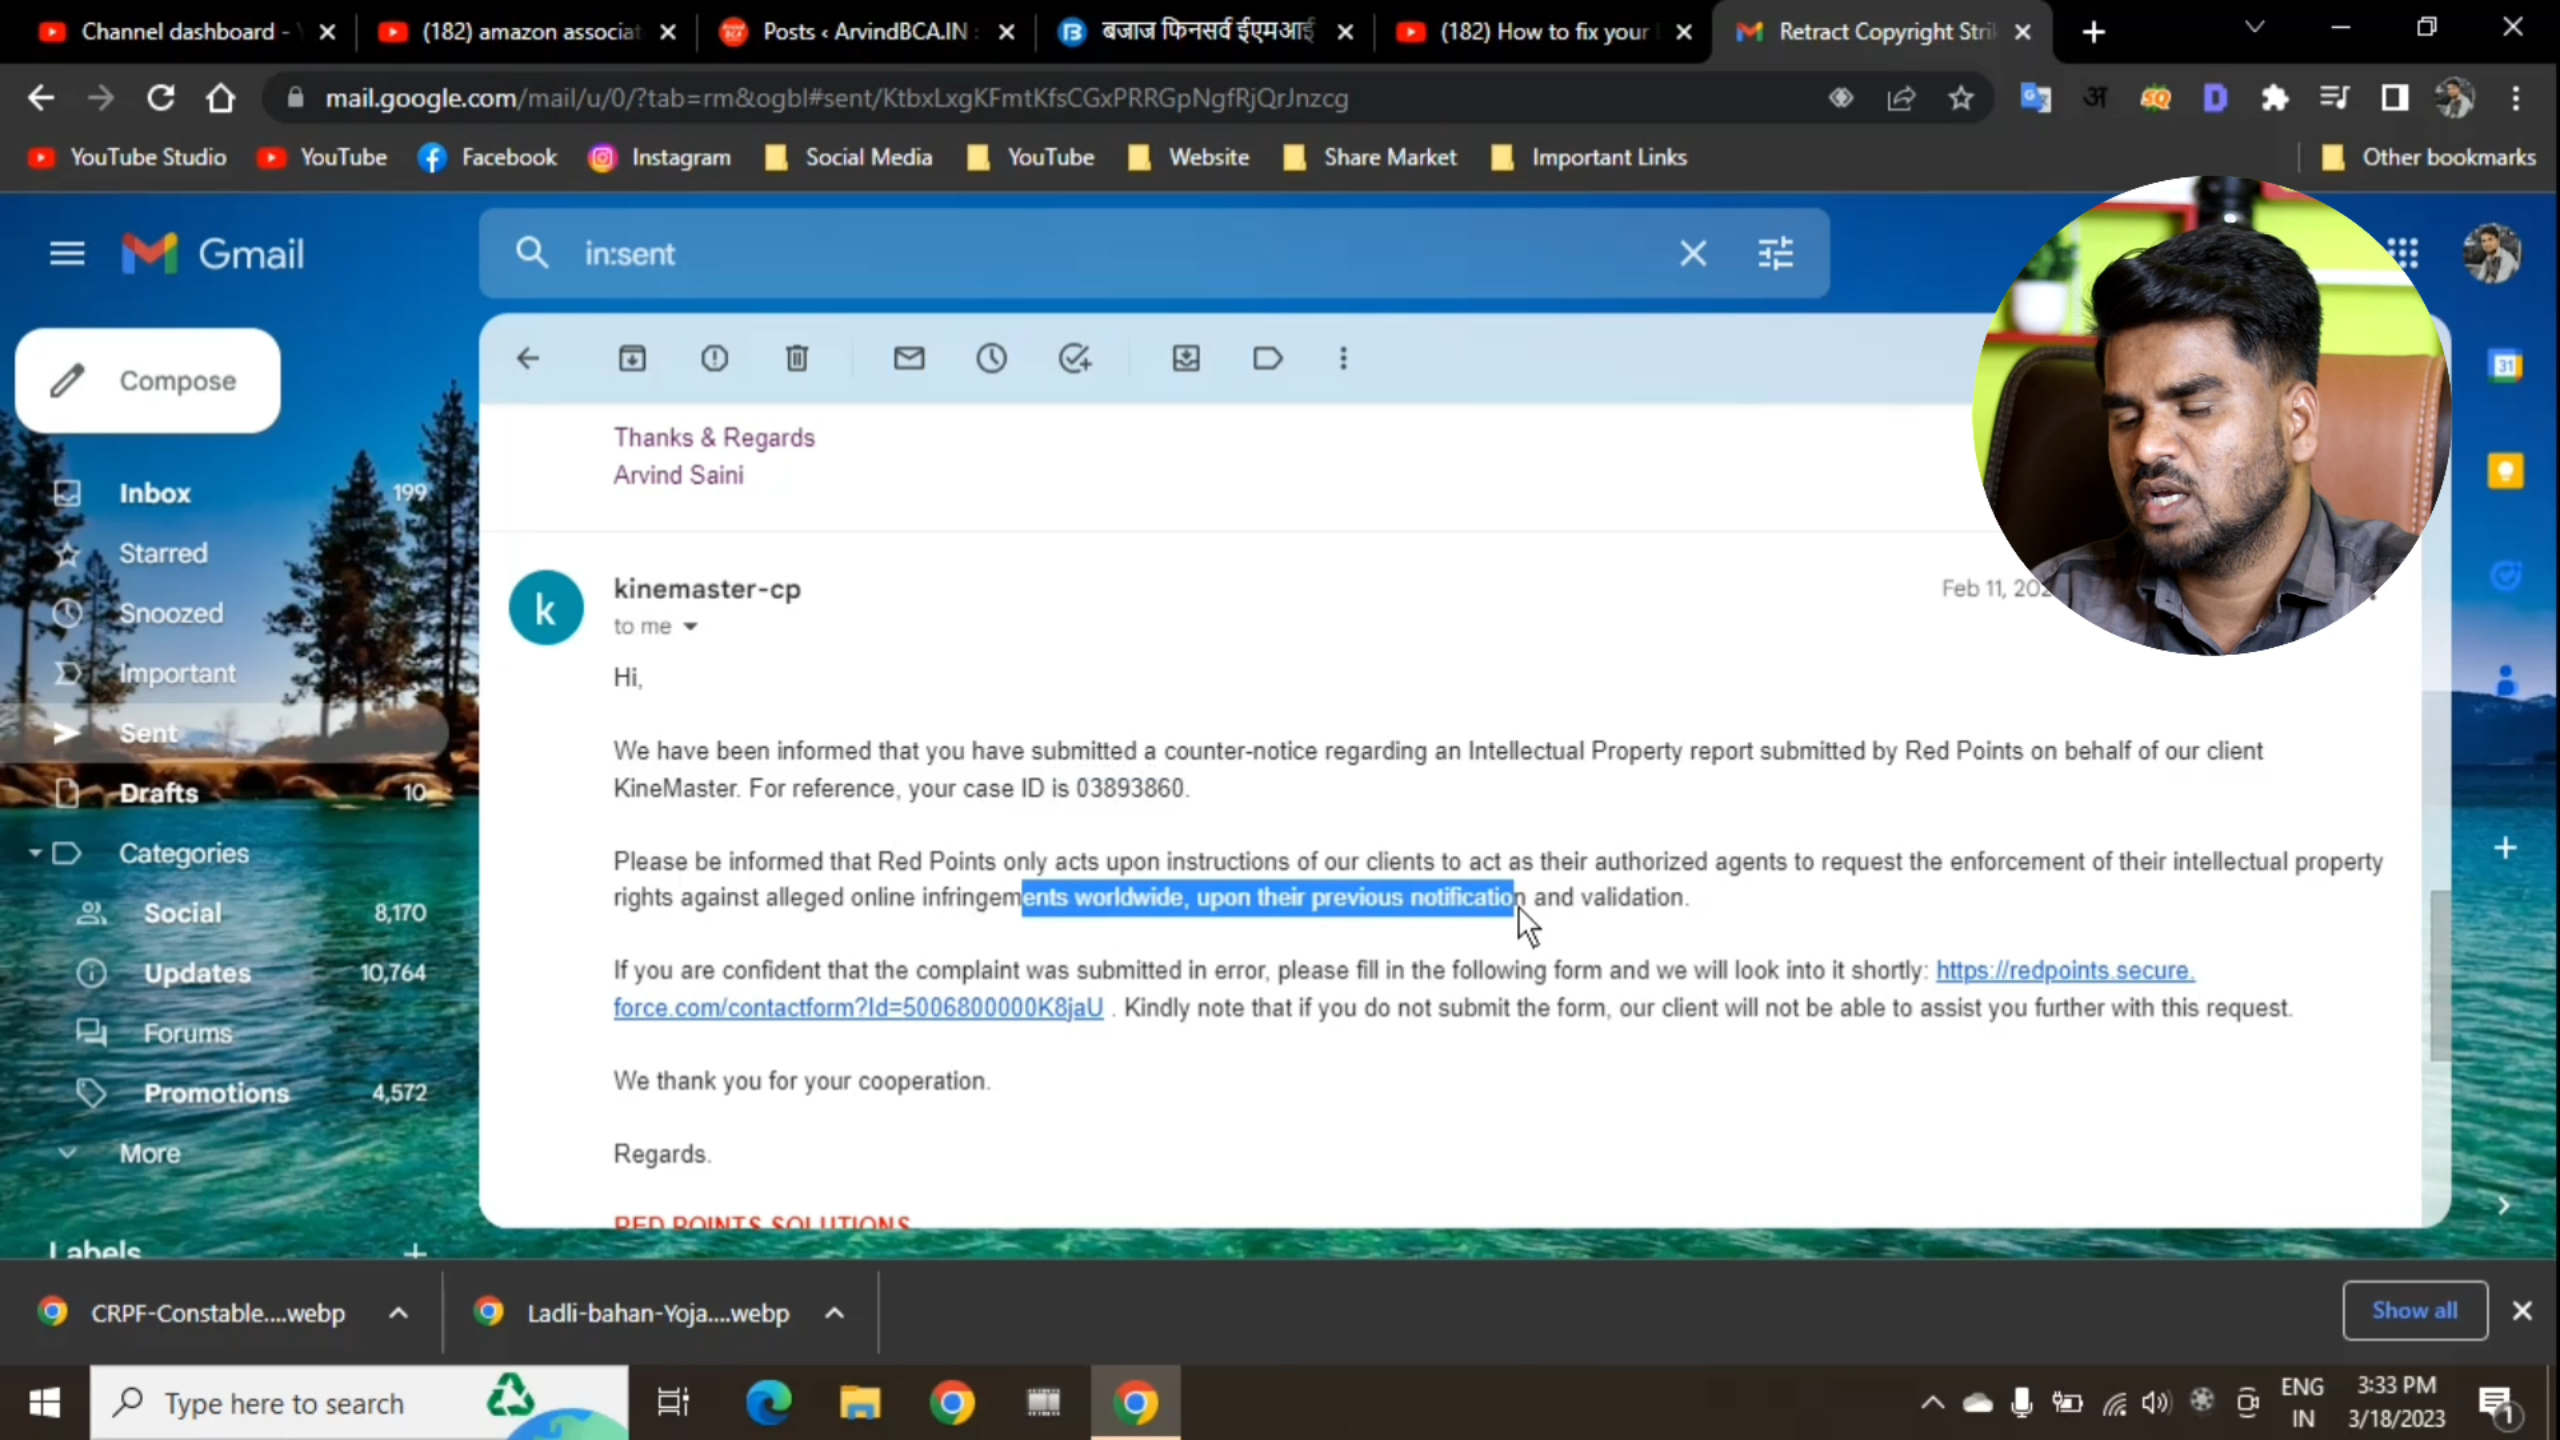 Channel dashboard -
(182) amazon associat
Posts ‹ ArvindBCA.IN
बजाज फिनसर्व ईएमआई
(182) How to fix your
Retract Copyright Stri
mail.google.com/mail/u/0/?tab=rm&ogbl#sent/KtbxLxgKFmtKfsCGxPRRGpNgfRjQrJnzcg
YouTube Studio
YouTube
Facebook
Instagram
Social Media
YouTube
Website
Share Market
Important Links
Other bookmarks
Gmail
in:sent
Compose
Inbox 199
Starred
Snoozed
Important
Sent
Drafts 10
Categories
Social 8,170
Updates 10,764
Forums
Promotions 4,572
More
Labels
Thanks & Regards
Arvind Saini
k
kinemaster-cp
Feb 11, 202
to me
Hi,
We have been informed that you have submitted a counter-notice regarding an Intellectual Property report submitted by Red Points on behalf of our client
KineMaster. For reference, your case ID is 03893860.
Please be informed that Red Points only acts upon instructions of our clients to act as their authorized agents to request the enforcement of their intellectual property
rights against alleged online infringements worldwide, upon their previous notification and validation.
If you are confident that the complaint was submitted in error, please fill in the following form and we will look into it shortly: https://redpoints.secure.
force.com/contactform?Id=5006800000K8jaU . Kindly note that if you do not submit the form, our client will not be able to assist you further with this request.
We thank you for your cooperation.
Regards.
RED POINTS SOLUTIONS
31
CRPF-Constable....webp
Ladli-bahan-Yoja....webp
Show all
Type here to search
ENG
IN
3:33 PM
3/18/2023
1